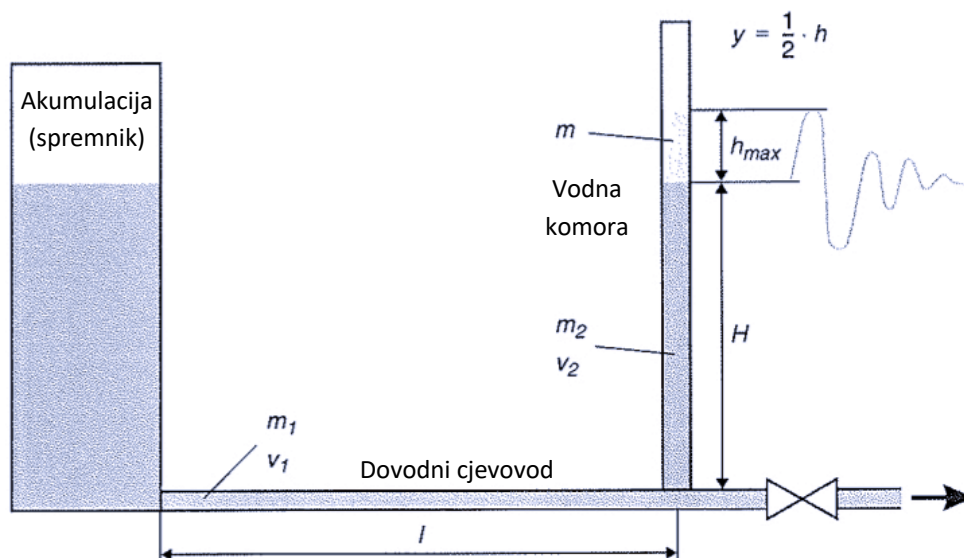 y = 1/2 · h
Akumulacija
(spremnik)
m
h_max
Vodna
komora
m_2
v_2
H
m_1
v_1
Dovodni cjevovod
l